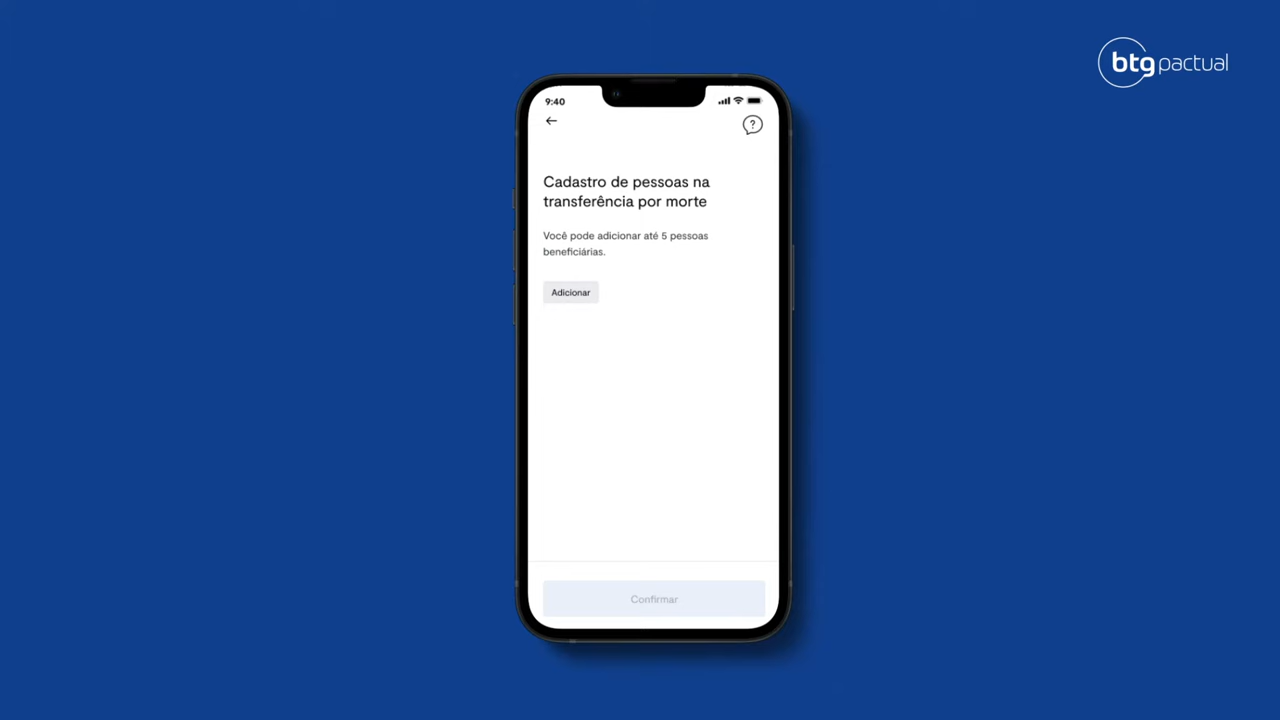 btg pactual
9:40
?
Cadastro de pessoas na
transferência por morte
Você pode adicionar até 5 pessoas
beneficiárias.
Adicionar
Confirmar